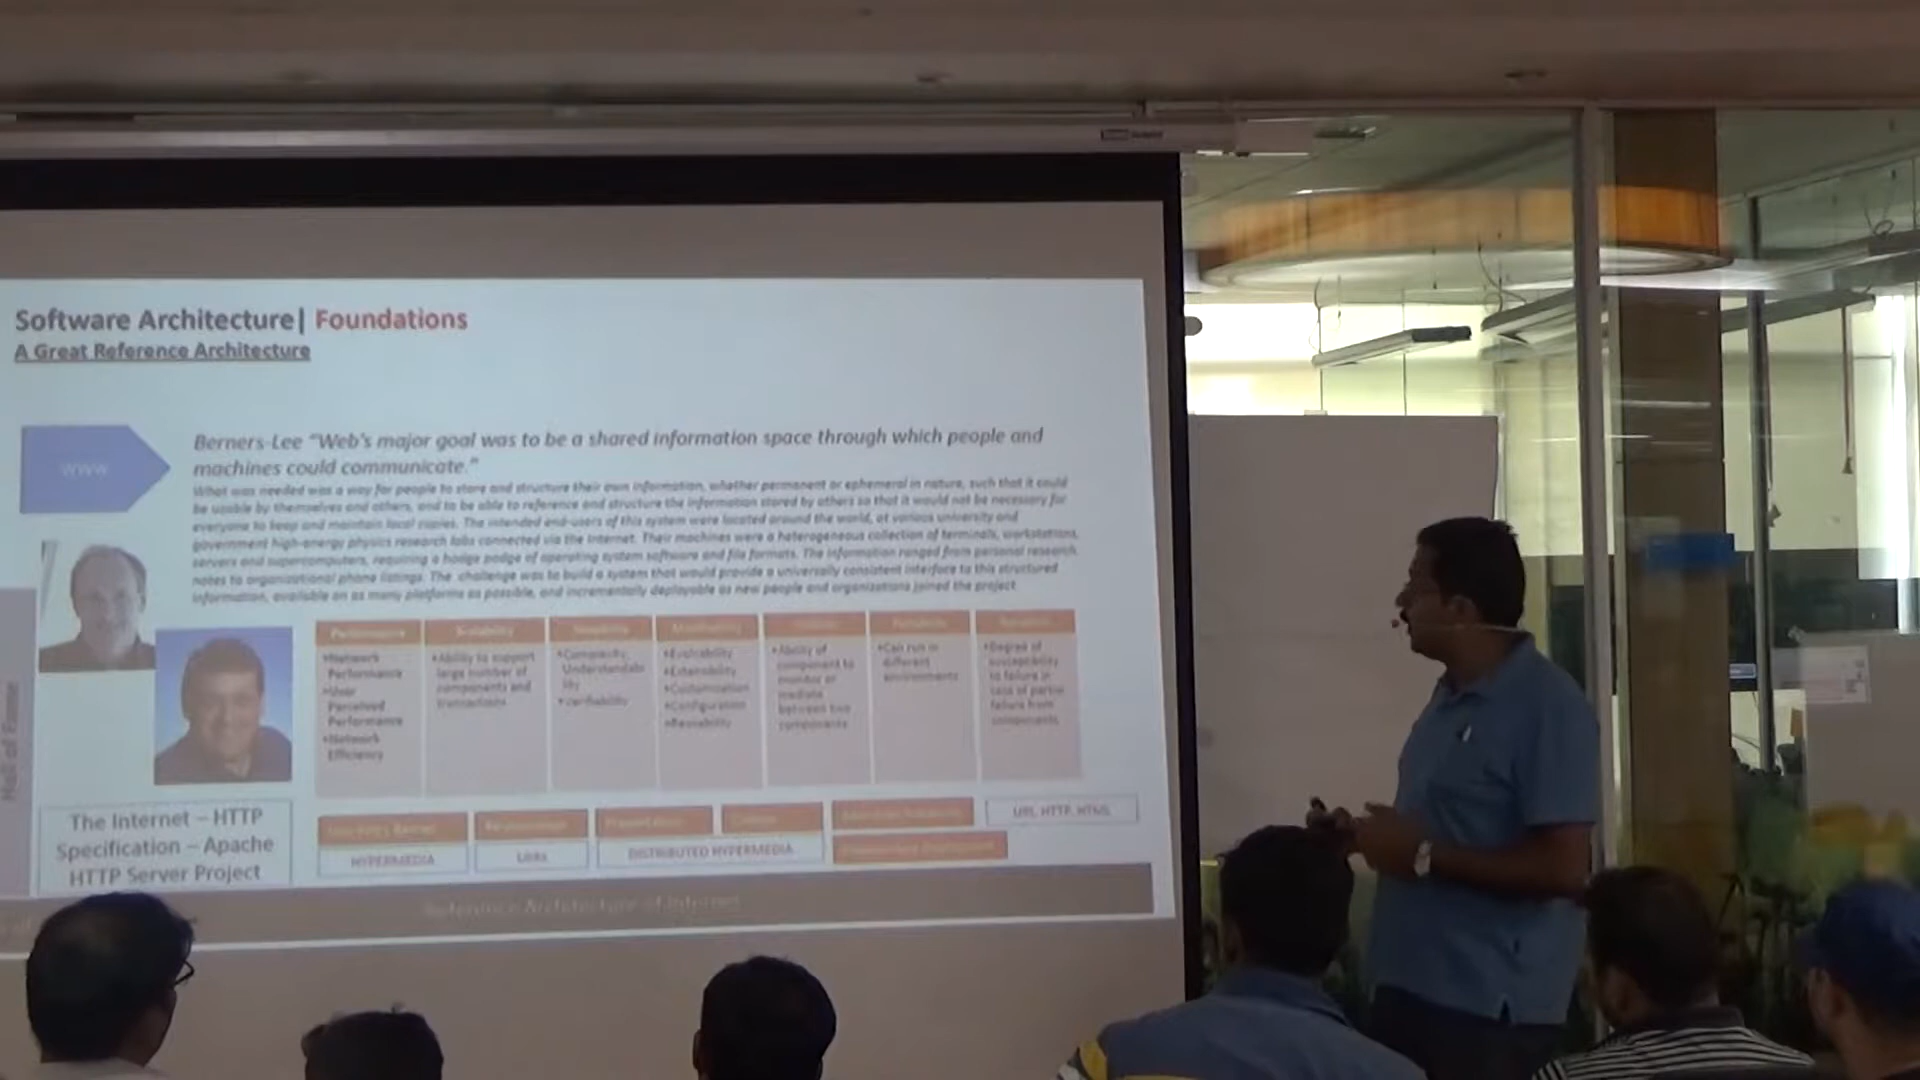 Software Architecture| Foundations
A Great Reference Architecture
WWW
Berners-Lee “Web's major goal was to be a shared information space through which people and
machines could communicate.”
What was needed was a way for people to store and structure their own information, whether permanent or ephemeral in nature, such that it could
be usable by themselves and others, and to be able to reference and structure the information stored by others so that it would not be necessary for
everyone to keep and maintain local copies. The intended end-users of this system were located around the world, at various university and
government high-energy physics research labs connected via the Internet. Their machines were a heterogeneous collection of terminals, workstations,
servers and supercomputers, requiring a hodge podge of operating system software and file formats. The information ranged from personal research
notes to organizational phone listings. The challenge was to build a system that would provide a universally consistent interface to this structured
information, available on as many platforms as possible, and incrementally deployable as new people and organizations joined the project
Performance
•Network
Performance
•User
Perceived
Performance
•Network
Efficiency
Scalability
•Ability to support
large number of
components and
transactions
•Complexity,
Understandabi
lity
•Verifiability
•Evolvability
•Extensibility
•Customization
•Configuration
•Reusability
•Ability of
component to
monitor or
mediate
between two
components
•Can run in
different
environments
•Degree of
susceptibility
to failure in
case of partial
failure from
components
Hall of Fame
The Internet – HTTP
Specification – Apache
HTTP Server Project
HYPERMEDIA
DISTRIBUTED HYPERMEDIA
URI, HTTP, HTML
Reference Architecture of Internet